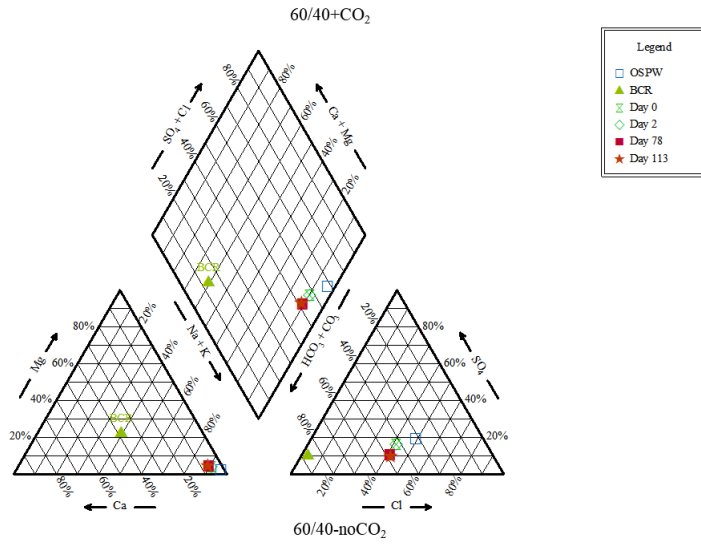 60/40+CO2
Legend
OSPW
BCR
Day 0
Day 2
Day 78
Day 113
80%
80%
SO4 + Cl
Ca + Mg
60%
60%
40%
40%
20%
20%
BCR
Na + K
HCO3 + CO3
20%
20%
Mg
SO4
80%
80%
40%
40%
60%
60%
60%
60%
40%
40%
BCR
80%
80%
20%
20%
80%
60%
40%
20%
20%
40%
60%
80%
Ca
Cl
60/40-noCO2